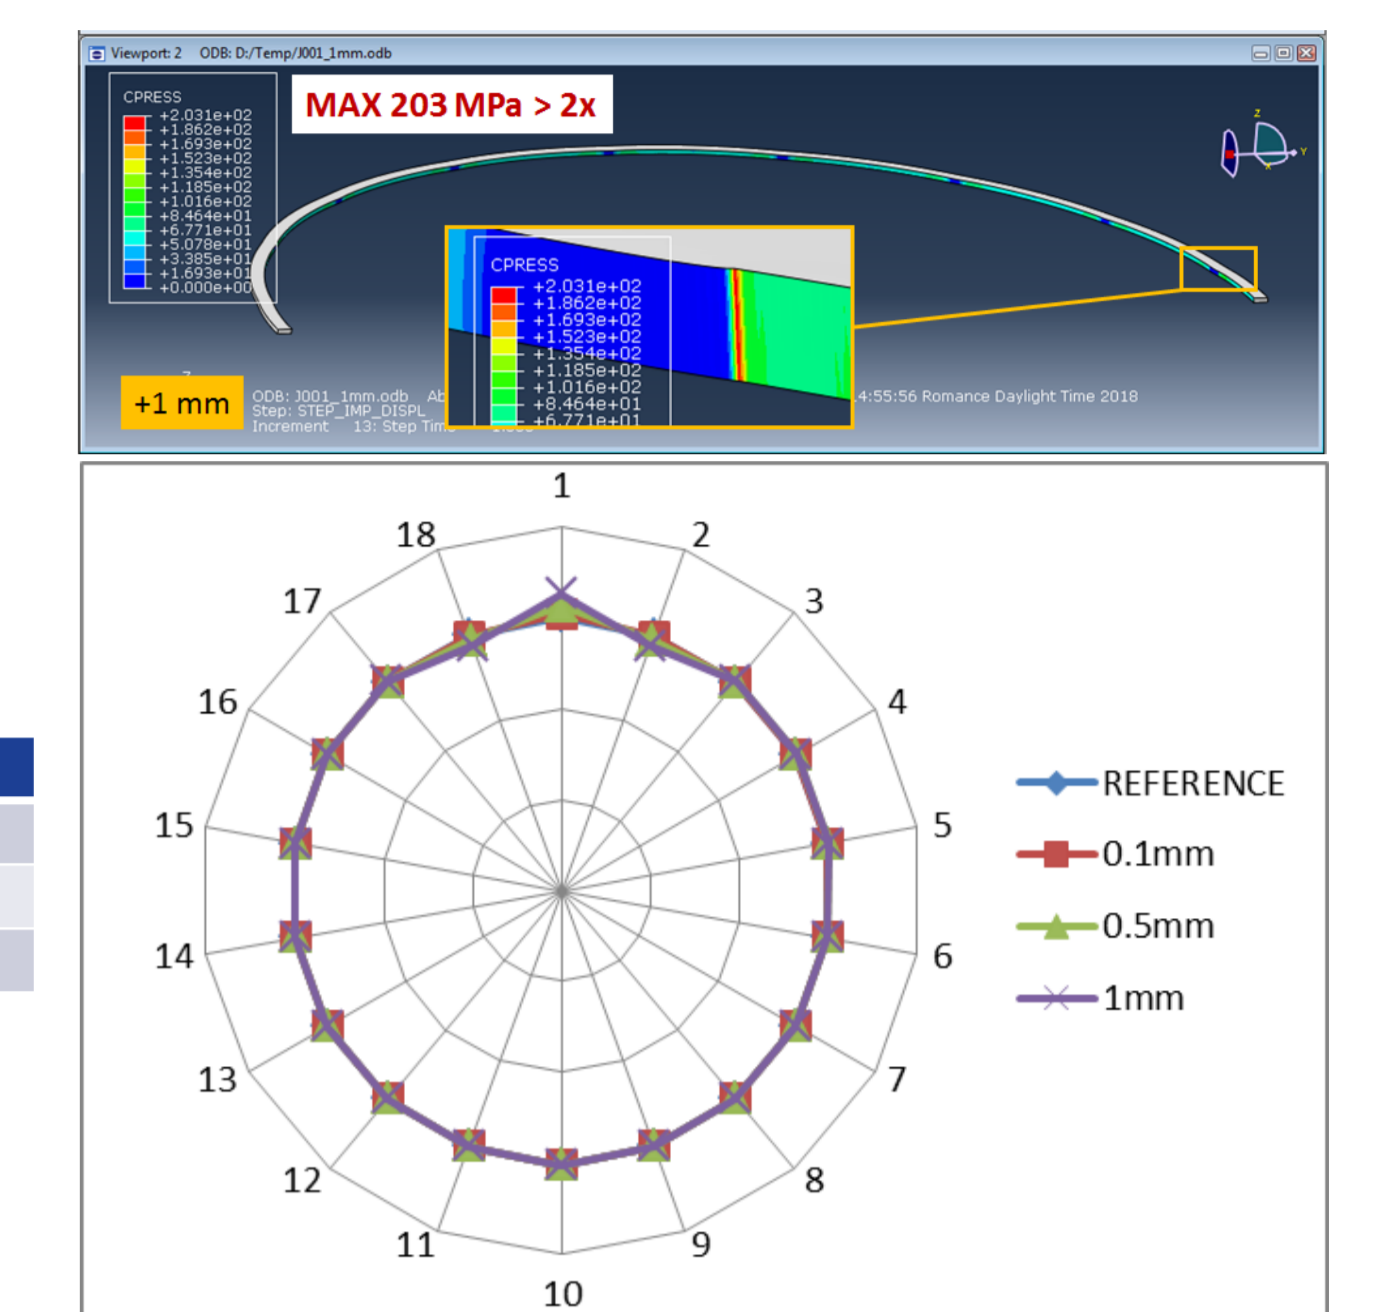 Viewport: 2 ODB: D:/Temp/J001_1mm.odb
MAX 203 MPa > 2x
CPRESS
+2.031e+02
+1.862e+02
+1.693e+02
+1.523e+02
+1.354e+02
+1.185e+02
+1.016e+02
+8.464e+01
+6.771e+01
+5.078e+01
+3.385e+01
+1.693e+01
+0.000e+00
Z
Y
X
CPRESS
+2.031e+02
+1.862e+02
+1.693e+02
+1.523e+02
+1.354e+02
+1.185e+02
+1.016e+02
+8.464e+01
+6.771e+01
+1 mm
ODB: J001_1mm.odb Ab
4:55:56 Romance Daylight Time 2018
Step: STEP_IMP_DISPL
Increment 13: Step Tim
1
2
3
4
5
6
7
8
9
10
11
12
13
14
15
16
17
18
REFERENCE
0.1mm
0.5mm
1mm